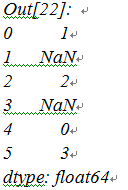 Out[22]:
0 1
1 NaN
2 2
3 NaN
4 0
5 3
dtype: float64